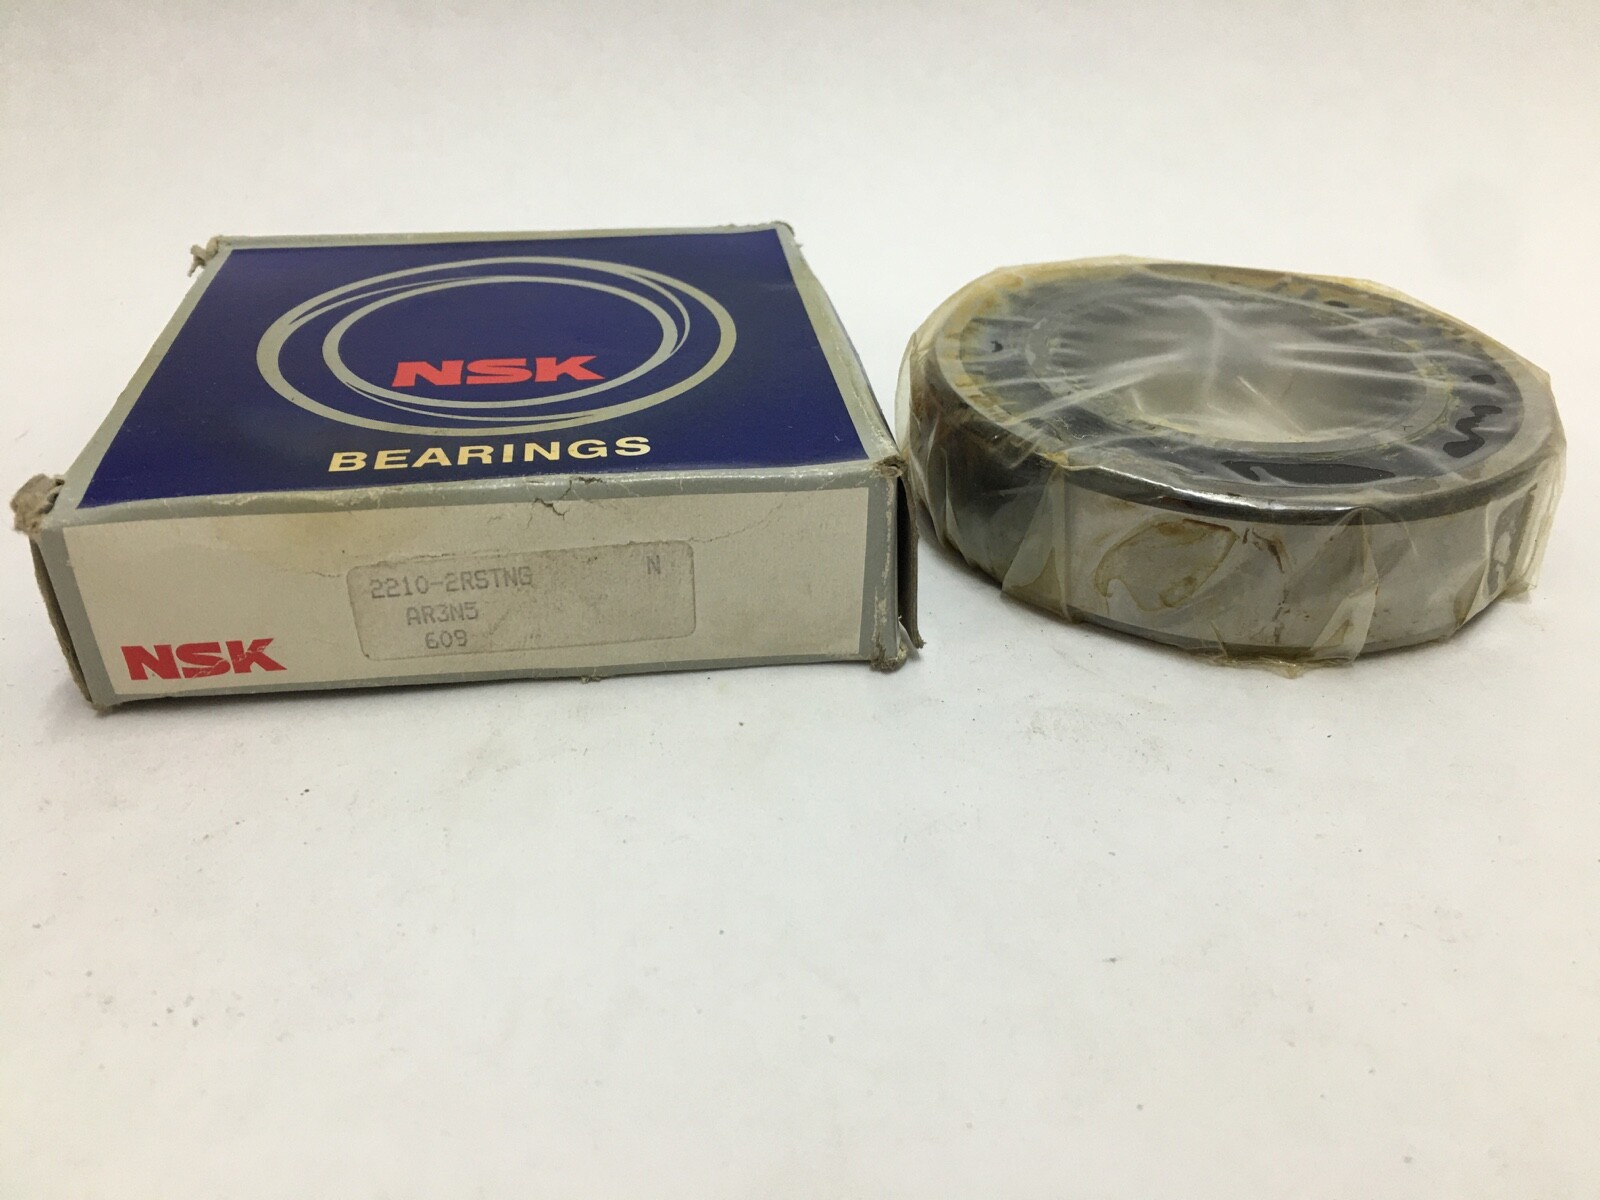 NSK
BEARINGS
2210-2RSTNG N
AR3N5
609
NSK